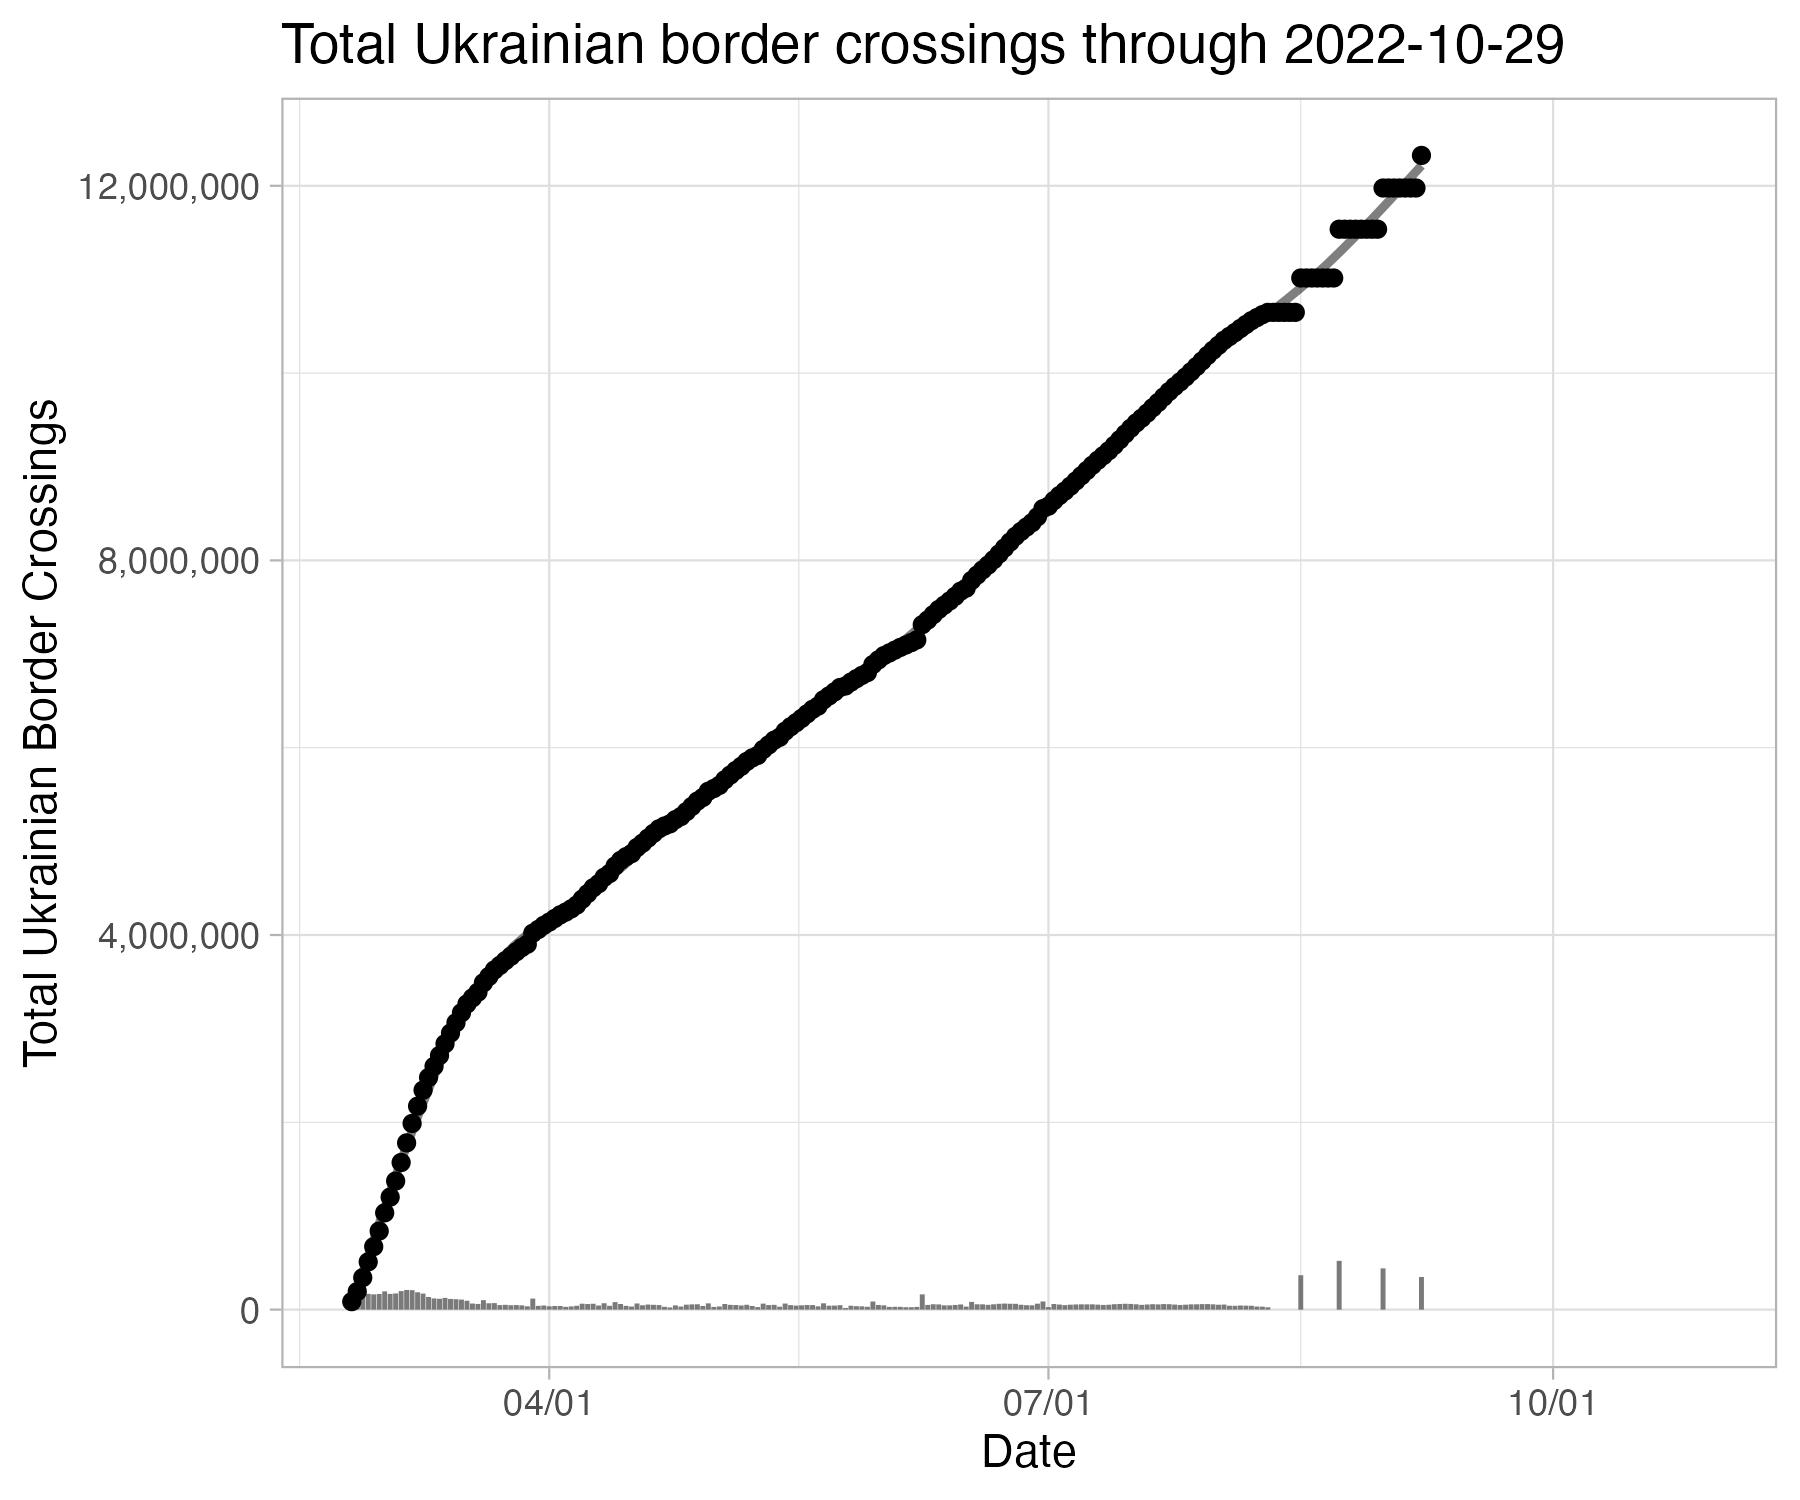 Total Ukrainian border crossings through 2022-10-29
Total Ukrainian Border Crossings
12,000,000
8,000,000
4,000,000
0
04/01
07/01
10/01
Date